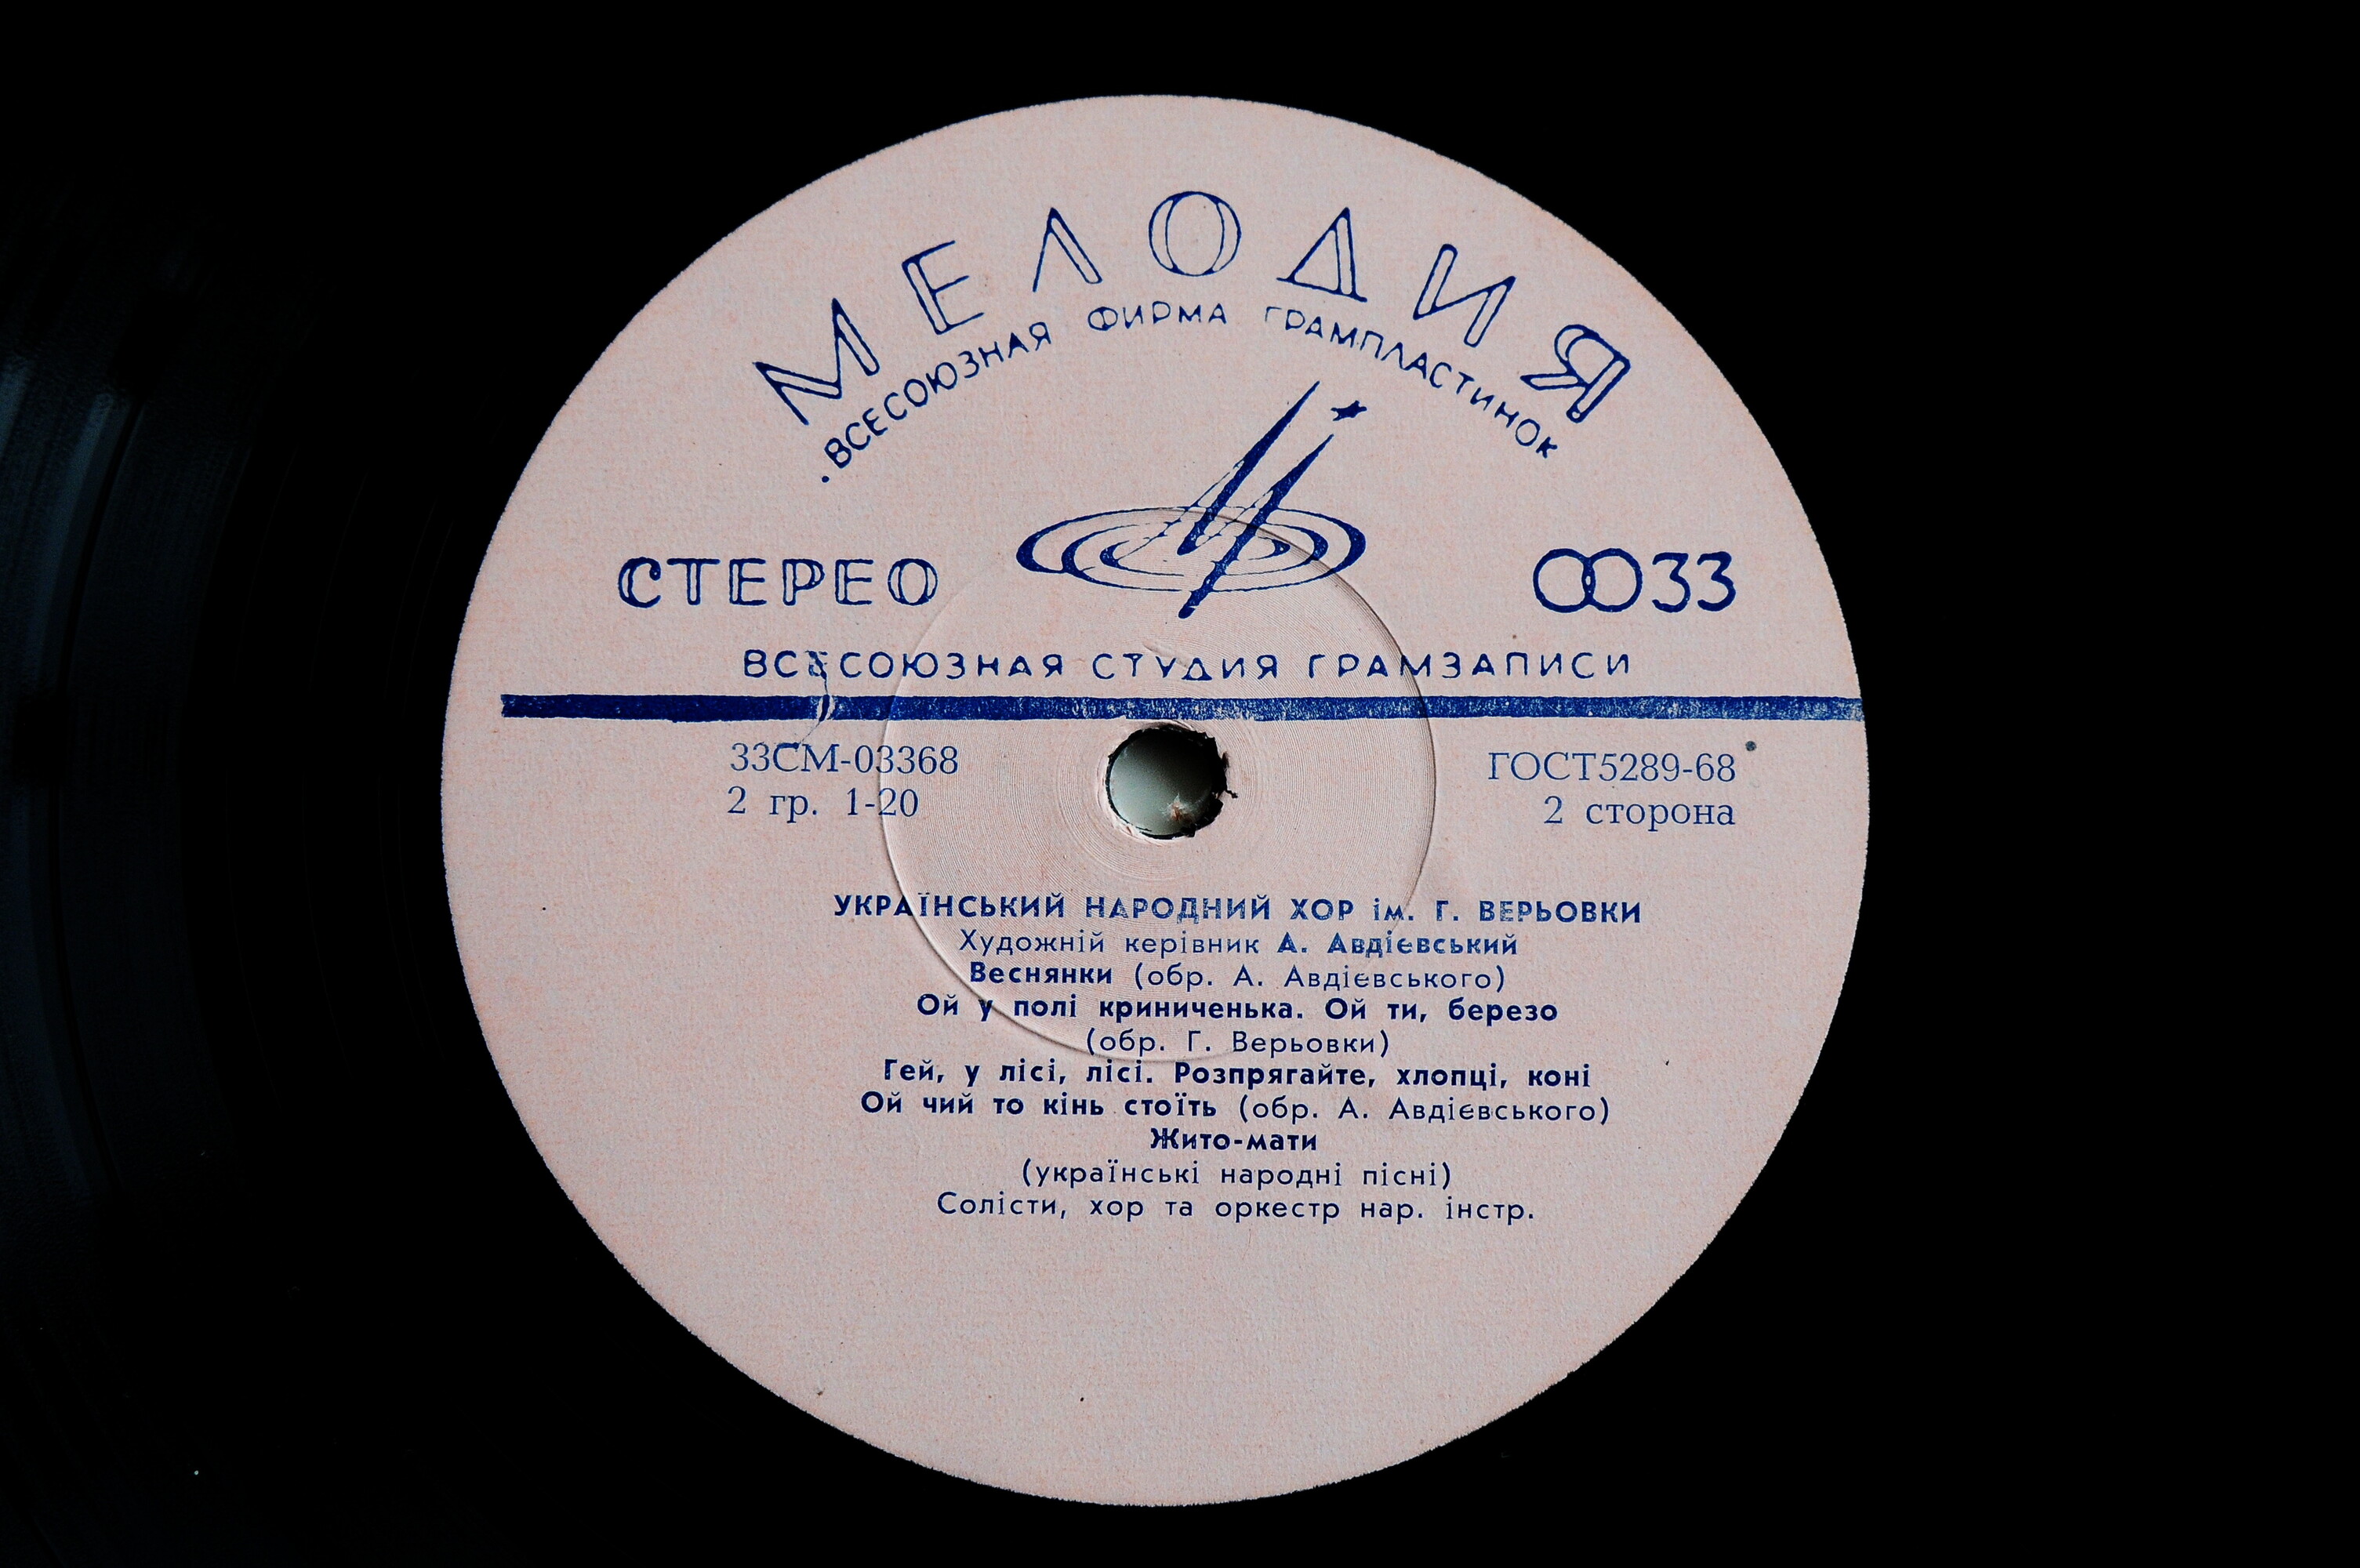 МЕЛОДИЯ
·ВСЕСОЮЗНАЯ ФИРМА ГРАМПЛАСТИНОК
СТЕРЕО
33
ВСЕСОЮЗНАЯ СТУДИЯ ГРАМЗАПИСИ
33СМ-03368
ГОСТ5289-68
2 гр. 1-20
2 сторона
УКРАЇНСЬКИЙ НАРОДНИЙ ХОР ім. Г. ВЕРЬОВКИ
Художній керівник А. Авдієвський
Веснянки (обр. А. Авдієвського)
Ой у полі криниченька. Ой ти, березо
(обр. Г. Верьовки)
Гей, у лісі, лісі. Розпрягайте, хлопці, коні
Ой чий то кінь стоїть (обр. А. Авдієвського)
Жито-мати
(українські народні пісні)
Солісти, хор та оркестр нар. інстр.